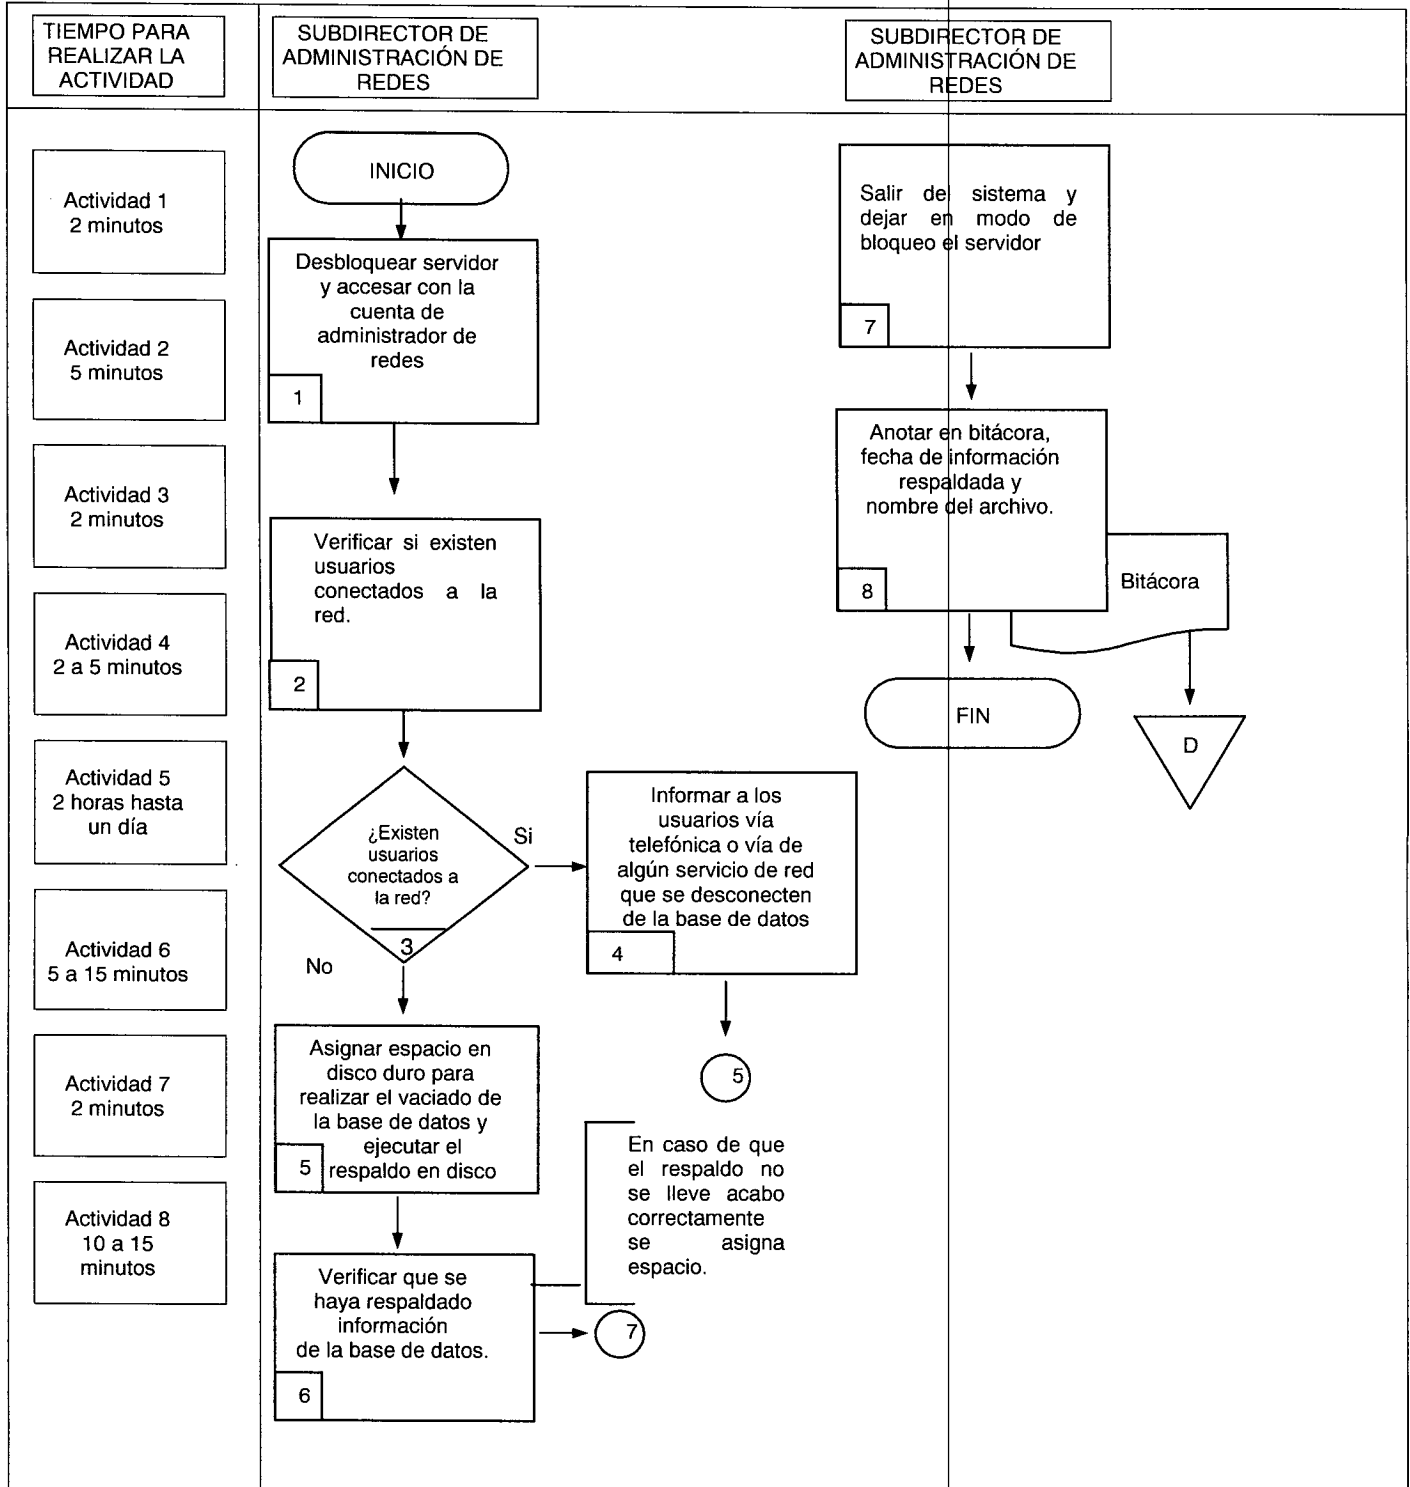 TIEMPO PARA
REALIZAR LA
ACTIVIDAD
SUBDIRECTOR DE
ADMINISTRACIÓN DE
REDES
SUBDIRECTOR DE
ADMINISTRACIÓN DE
REDES
Actividad 1
2 minutos
Actividad 2
5 minutos
Actividad 3
2 minutos
Actividad 4
2 a 5 minutos
Actividad 5
2 horas hasta
un día
Actividad 6
5 a 15 minutos
Actividad 7
2 minutos
Actividad 8
10 a 15
minutos
INICIO
Desbloquear servidor
y accesar con la
cuenta de
administrador de
redes
1
Verificar si existen
usuarios
conectados a la
red.
2
¿Existen
usuarios
conectados a
la red?
3
Si
No
Informar a los
usuarios vía
telefónica o vía de
algún servicio de red
que se desconecten
de la base de datos
4
5
Asignar espacio en
disco duro para
realizar el vaciado de
la base de datos y
ejecutar el
respaldo en disco
5
En caso de que
el respaldo no
se lleve acabo
correctamente
se asigna
espacio.
Verificar que se
haya respaldado
información
de la base de datos.
6
7
Salir del sistema y
dejar en modo de
bloqueo el servidor
7
Anotar en bitácora,
fecha de información
respaldada y
nombre del archivo.
8
Bitácora
FIN
D